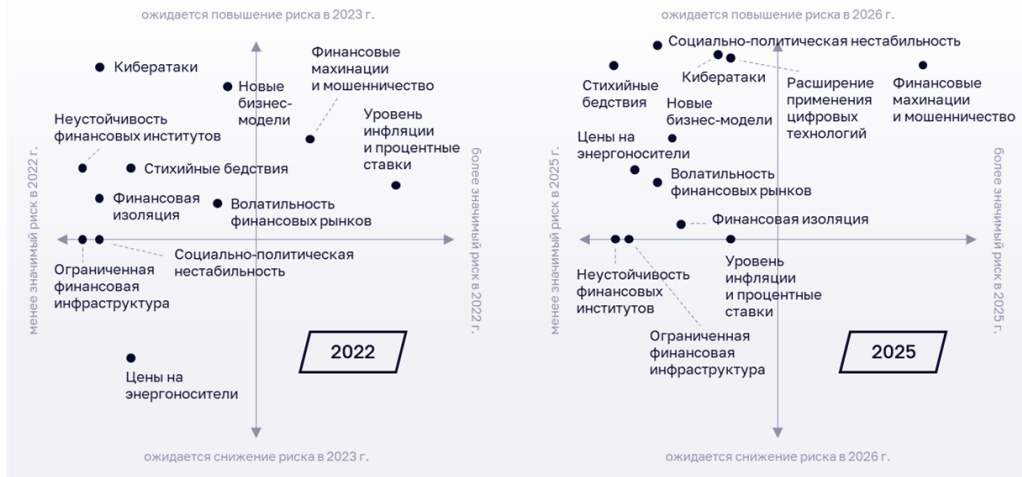 ожидается повышение риска в 2023 г.
Кибератаки
Новые
бизнес-
модели
Финансовые
махинации
и мошенничество
Уровень
инфляции
и процентные
ставки
Неустойчивость
финансовых институтов
Стихийные бедствия
Финансовая
изоляция
Волатильность
финансовых рынков
Социально-политическая
нестабильность
Ограниченная
финансовая
инфраструктура
Цены на
энергоносители
менее значимый риск в 2022 г.
более значимый риск в 2022 г.
2022
ожидается снижение риска в 2023 г.
ожидается повышение риска в 2026 г.
Социально-политическая нестабильность
Стихийные
бедствия
Кибератаки
Расширение
применения
цифровых
технологий
Финансовые
махинации
и мошенничество
Новые
бизнес-модели
Цены на
энергоносители
Волатильность
финансовых рынков
Финансовая изоляция
Неустойчивость
финансовых
институтов
Уровень
инфляции
и процентные
ставки
Ограниченная
финансовая
инфраструктура
менее значимый риск в 2025 г.
более значимый риск в 2025 г.
2025
ожидается снижение риска в 2026 г.